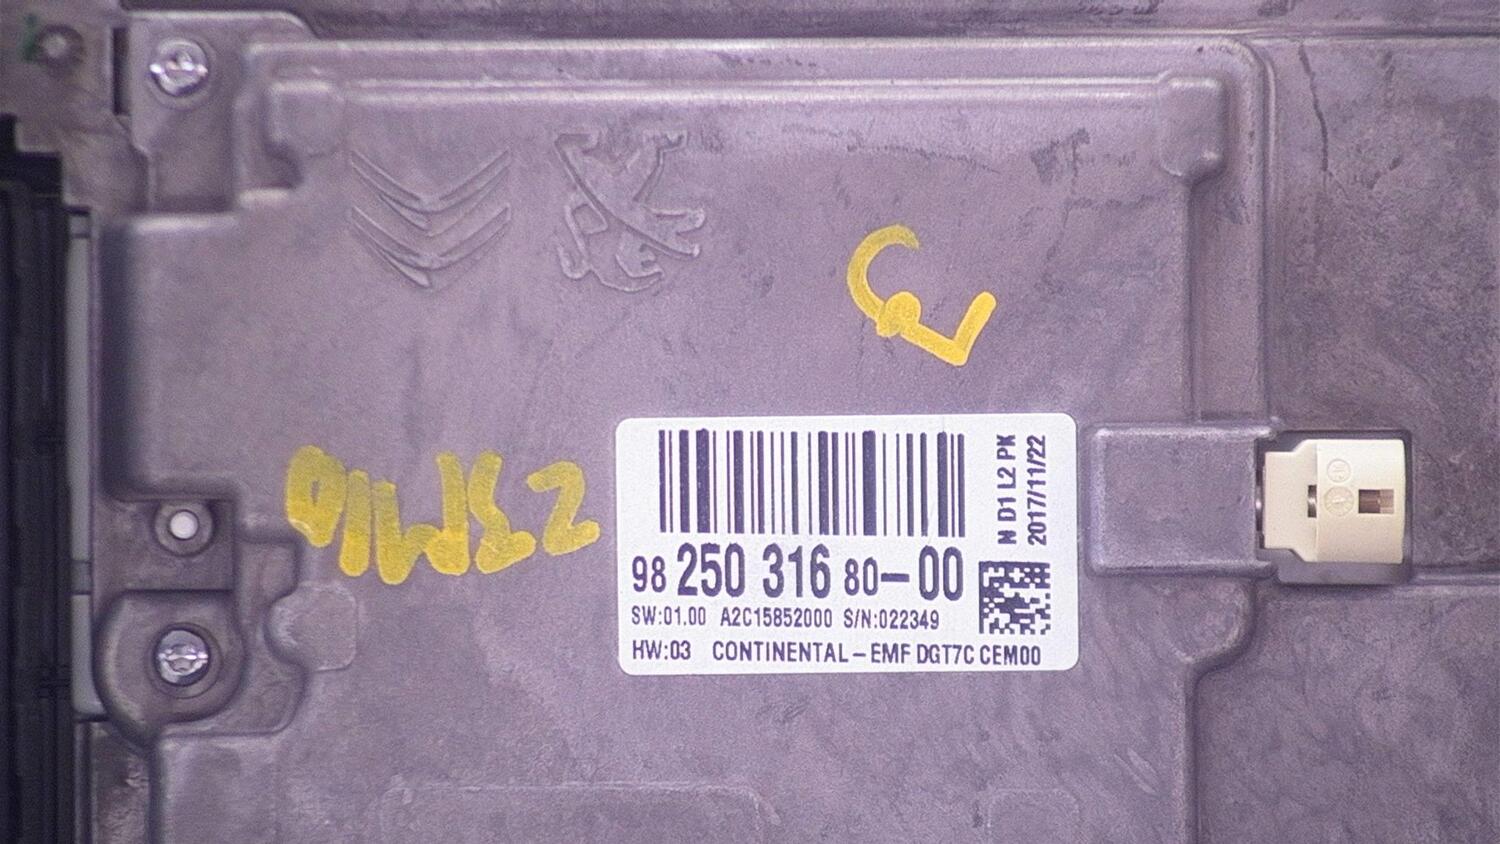 N D1 L2 PK
2017/11/22
98 250 316 80-00
SW:01.00 A2C15852000 S/N:022349
HW:03 CONTINENTAL-EMF DGT7C CEM00